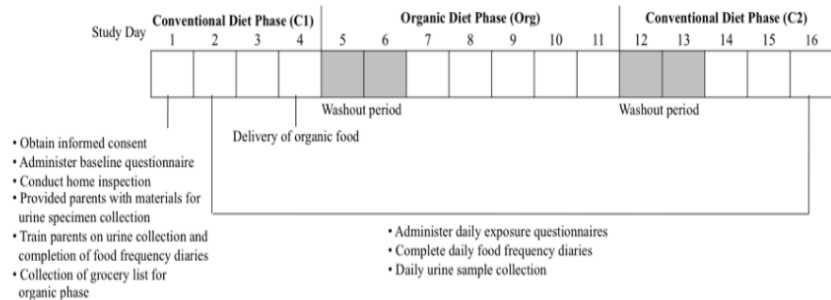 Conventional Diet Phase (C1) Organic Diet Phase (Org) Conventional Diet Phase (C2)
Study Day 1 2 3 4 5 6 7 8 9 10 11 12 13 14 15 16
Washout period Washout period
Delivery of organic food
• Obtain informed consent
• Administer baseline questionnaire
• Conduct home inspection
• Provided parents with materials for
urine specimen collection
• Train parents on urine collection and
completion of food frequency diaries
• Collection of grocery list for
organic phase
• Administer daily exposure questionnaires
• Complete daily food frequency diaries
• Daily urine sample collection